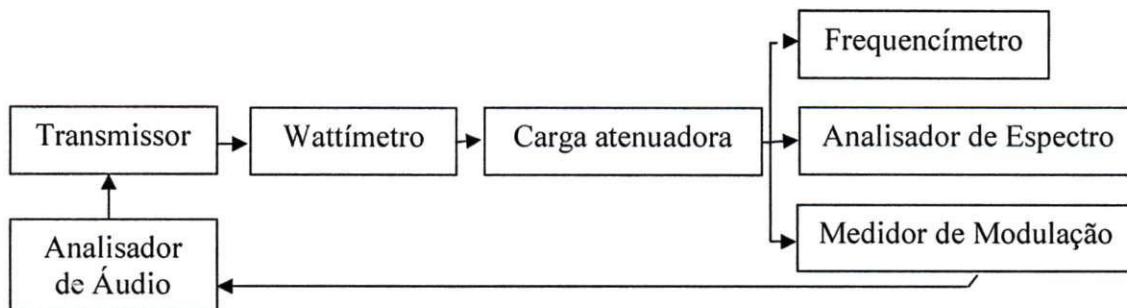 Frequencímetro
Transmissor
Wattímetro
Carga atenuadora
Analisador de Espectro
Analisador
de Áudio
Medidor de Modulação